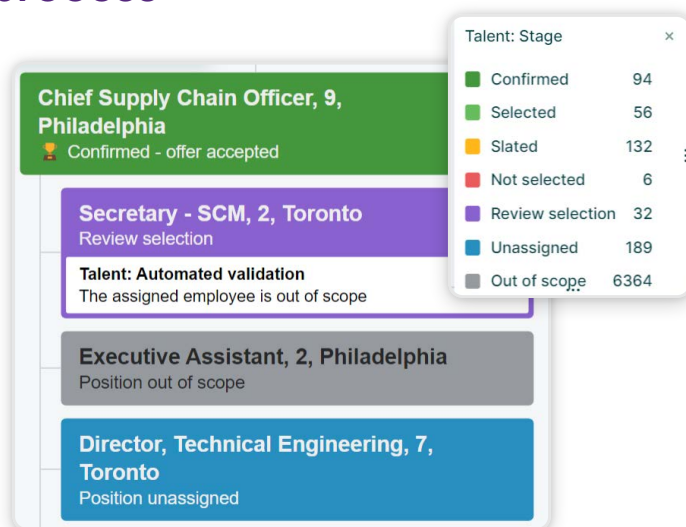 Chief Supply Chain Officer, 9,
Philadelphia
Confirmed - offer accepted
Secretary - SCM, 2, Toronto
Review selection
Talent: Automated validation
The assigned employee is out of scope
Executive Assistant, 2, Philadelphia
Position out of scope
Director, Technical Engineering, 7,
Toronto
Position unassigned
Talent: Stage ×
Confirmed 94
Selected 56
Slated 132
Not selected 6
Review selection 32
Unassigned 189
Out of scope 6364